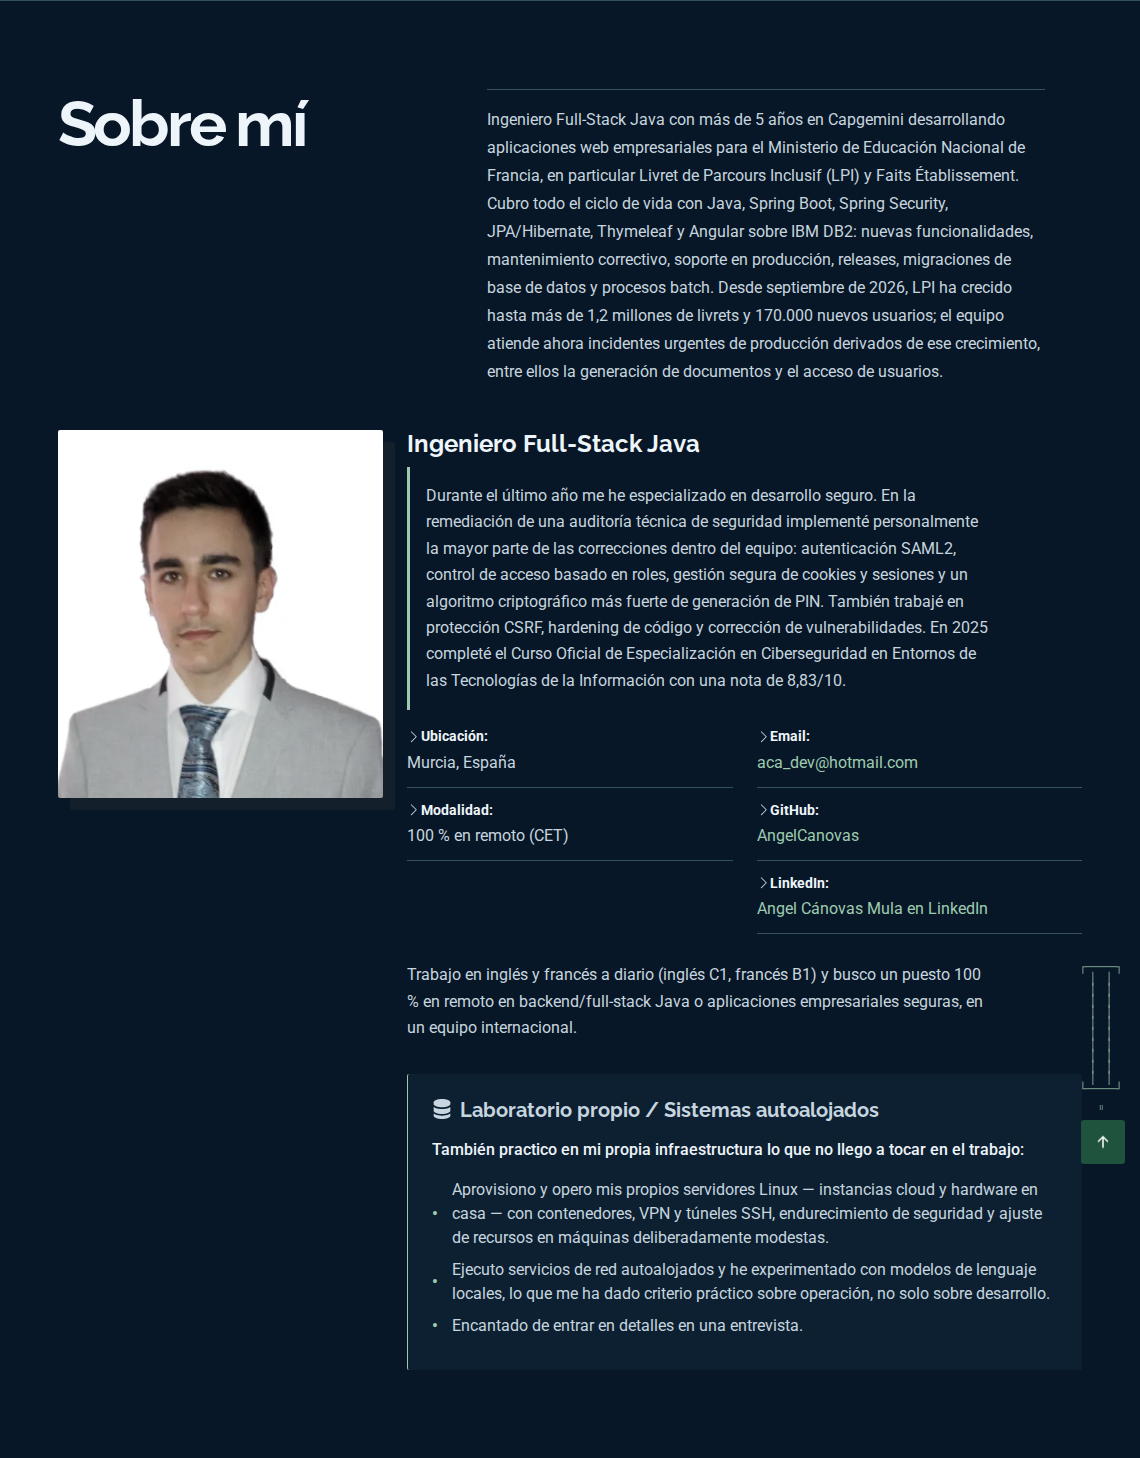 Sobre mí
Ingeniero Full-Stack Java con más de 5 años en Capgemini desarrollando
aplicaciones web empresariales para el Ministerio de Educación Nacional de
Francia, en particular Livret de Parcours Inclusif (LPI) y Faits Établissement.
Cubro todo el ciclo de vida con Java, Spring Boot, Spring Security,
JPA/Hibernate, Thymeleaf y Angular sobre IBM DB2: nuevas funcionalidades,
mantenimiento correctivo, soporte en producción, releases, migraciones de
base de datos y procesos batch. Desde septiembre de 2026, LPI ha crecido
hasta más de 1,2 millones de livrets y 170.000 nuevos usuarios; el equipo
atiende ahora incidentes urgentes de producción derivados de ese crecimiento,
entre ellos la generación de documentos y el acceso de usuarios.
Ingeniero Full-Stack Java
Durante el último año me he especializado en desarrollo seguro. En la
remediación de una auditoría técnica de seguridad implementé personalmente
la mayor parte de las correcciones dentro del equipo: autenticación SAML2,
control de acceso basado en roles, gestión segura de cookies y sesiones y un
algoritmo criptográfico más fuerte de generación de PIN. También trabajé en
protección CSRF, hardening de código y corrección de vulnerabilidades. En 2025
completé el Curso Oficial de Especialización en Ciberseguridad en Entornos de
las Tecnologías de la Información con una nota de 8,83/10.
Ubicación:
Murcia, España
Modalidad:
100 % en remoto (CET)
Email:
aca_dev@hotmail.com
GitHub:
AngelCanovas
LinkedIn:
Angel Cánovas Mula en LinkedIn
Trabajo en inglés y francés a diario (inglés C1, francés B1) y busco un puesto 100
% en remoto en backend/full-stack Java o aplicaciones empresariales seguras, en
un equipo internacional.
Laboratorio propio / Sistemas autoalojados
También practico en mi propia infraestructura lo que no llego a tocar en el trabajo:
Aprovisiono y opero mis propios servidores Linux — instancias cloud y hardware en
• casa — con contenedores, VPN y túneles SSH, endurecimiento de seguridad y ajuste
de recursos en máquinas deliberadamente modestas.
• Ejecuto servicios de red autoalojados y he experimentado con modelos de lenguaje
locales, lo que me ha dado criterio práctico sobre operación, no solo sobre desarrollo.
• Encantado de entrar en detalles en una entrevista.